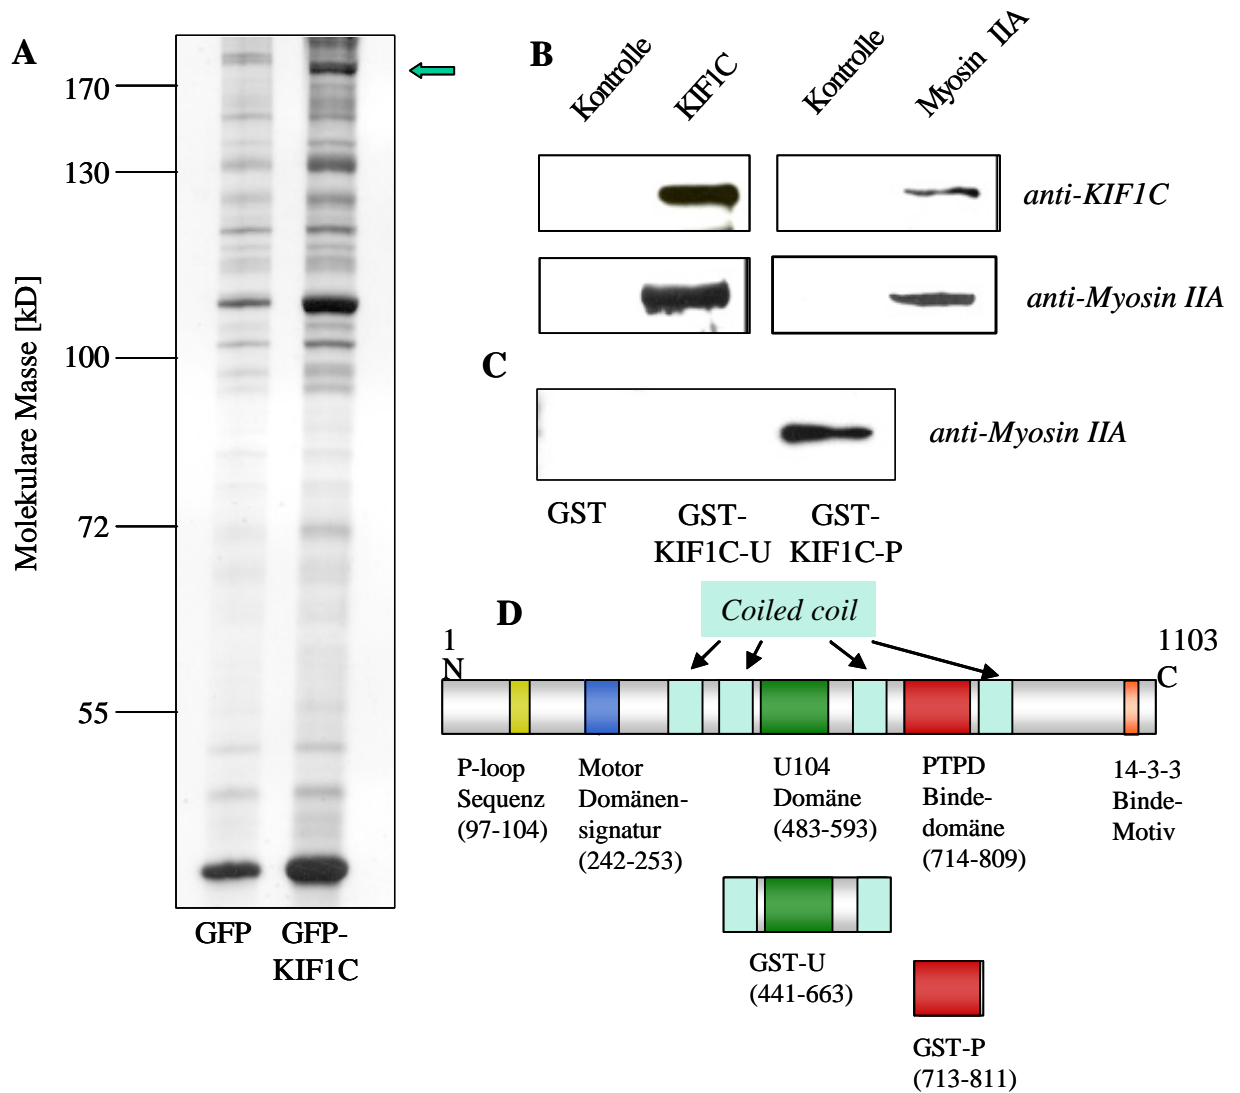 A
170
130
100
72
55
Molekulare Masse [kD]
GFP
GFP-
KIF1C
B
Kontrolle
KIF1C
Kontrolle
Myosin IIA
anti-KIF1C
anti-Myosin IIA
C
anti-Myosin IIA
GST
GST-
KIF1C-U
GST-
KIF1C-P
D
Coiled coil
1
N
1103
C
P-loop
Sequenz
(97-104)
Motor
Domänen-
signatur
(242-253)
U104
Domäne
(483-593)
PTPD
Binde-
domäne
(714-809)
14-3-3
Binde-
Motiv
GST-U
(441-663)
GST-P
(713-811)